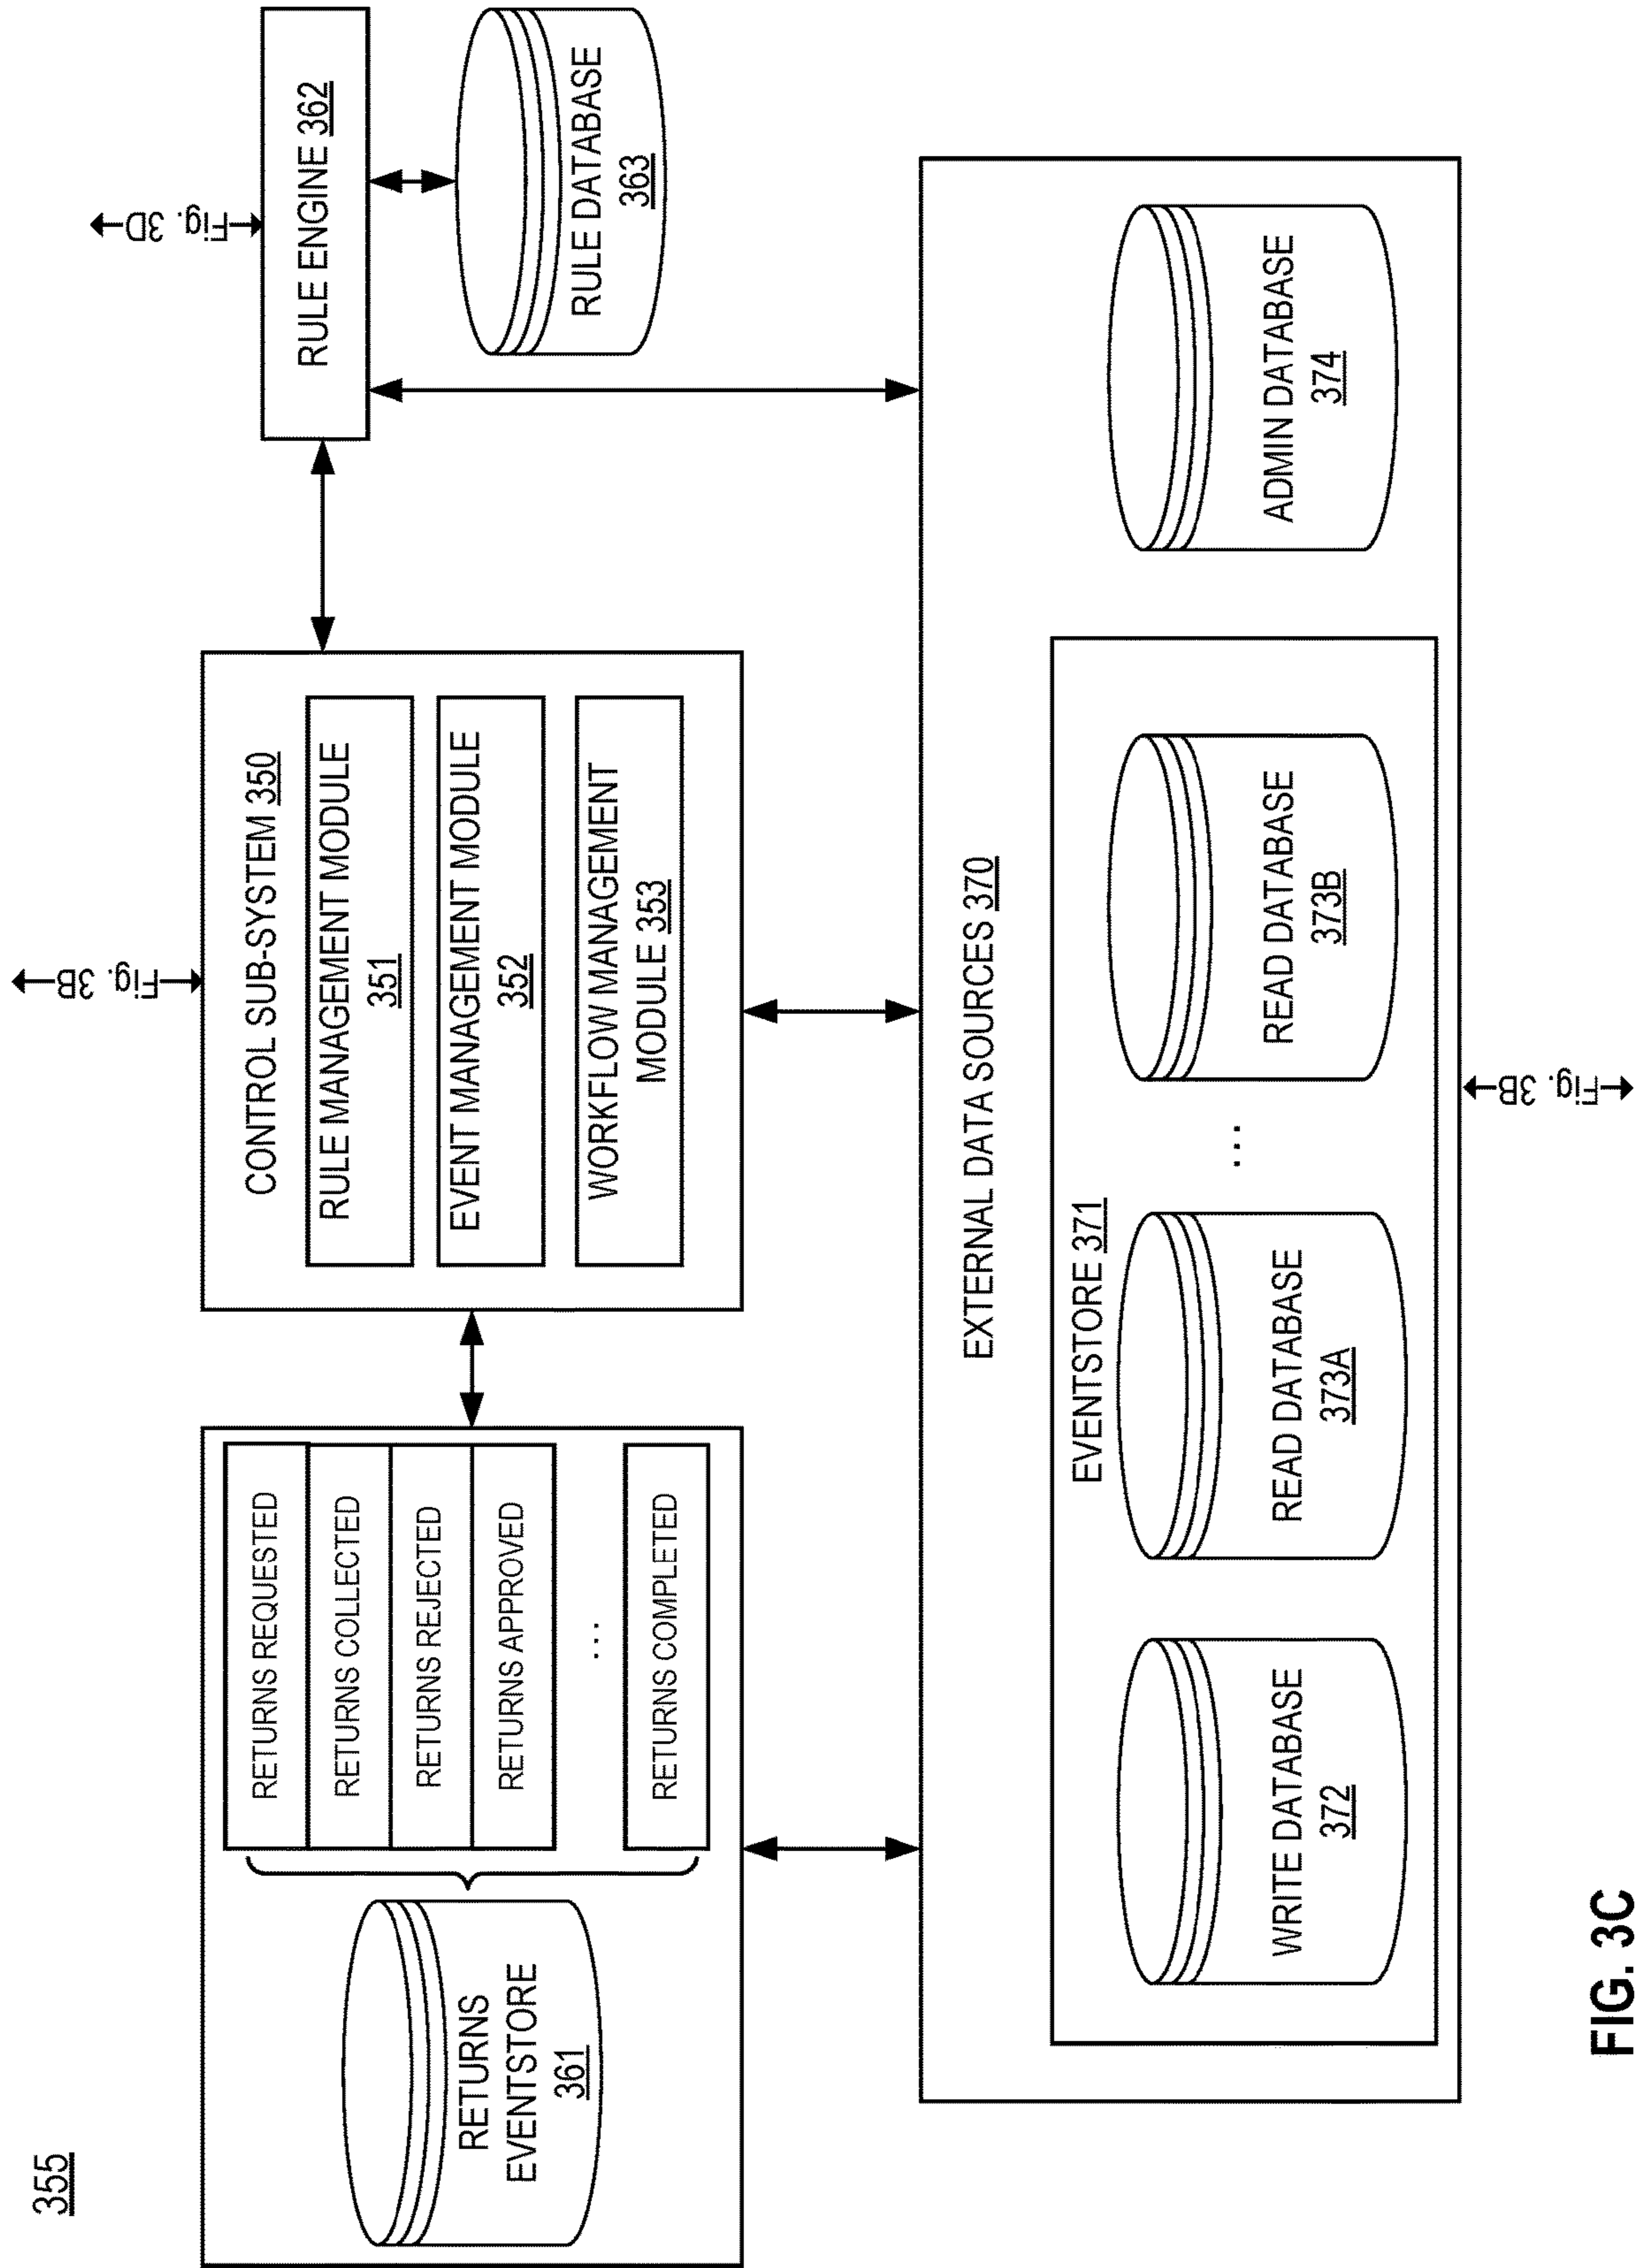 355
RETURNS
EVENTSTORE
361
RETURNS REQUESTED
RETURNS COLLECTED
RETURNS REJECTED
RETURNS APPROVED
...
RETURNS COMPLETED
Fig. 3B
CONTROL SUB-SYSTEM 350
RULE MANAGEMENT MODULE
351
EVENT MANAGEMENT MODULE
352
WORKFLOW MANAGEMENT
MODULE 353
Fig. 3D
RULE ENGINE 362
RULE DATABASE
363
EXTERNAL DATA SOURCES 370
EVENTSTORE 371
WRITE DATABASE
372
READ DATABASE
373A
...
READ DATABASE
373B
ADMIN DATABASE
374
Fig. 3B
FIG. 3C